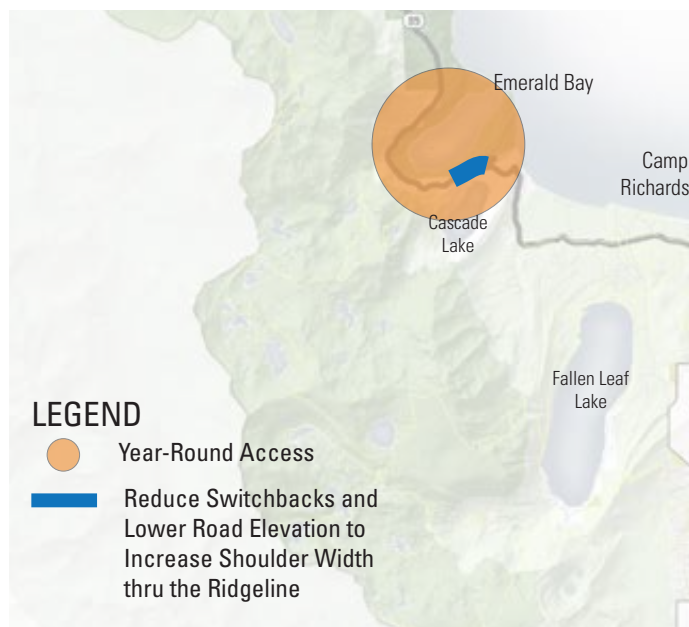 89
Emerald Bay
Camp
Richards
Cascade
Lake
Fallen Leaf
Lake
LEGEND
Year-Round Access
Reduce Switchbacks and
Lower Road Elevation to
Increase Shoulder Width
thru the Ridgeline